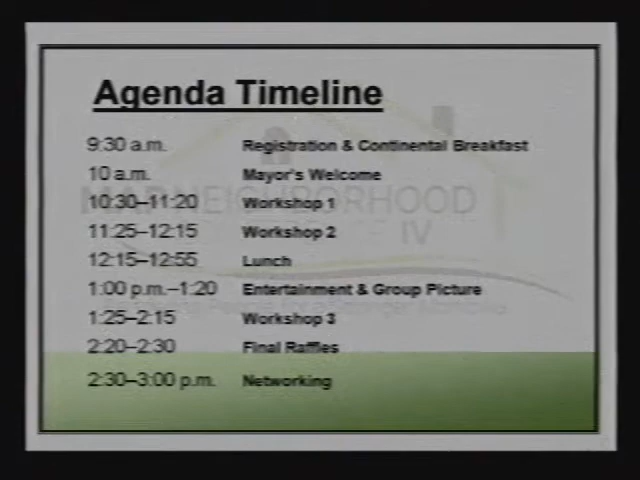 Agenda Timeline
9:30 a.m. Registration & Continental Breakfast
10 a.m. Mayor's Welcome
10:30–11:20 Workshop 1
11:25–12:15 Workshop 2
12:15–12:55 Lunch
1:00 p.m.–1:20 Entertainment & Group Picture
1:25–2:15 Workshop 3
2:20–2:30 Final Raffles
2:30–3:00 p.m. Networking
NEIGHBORHOOD
IV